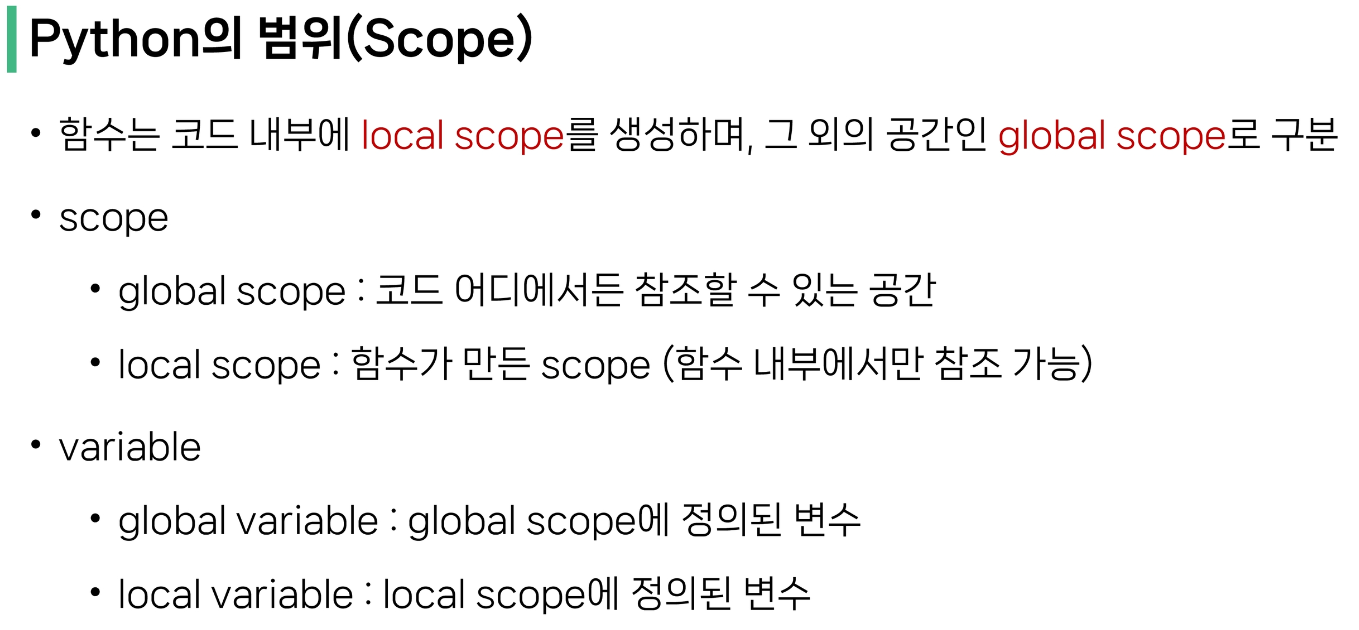 Python의 범위(Scope)
• 함수는 코드 내부에 local scope를 생성하며, 그 외의 공간인 global scope로 구분
• scope
• global scope : 코드 어디에서든 참조할 수 있는 공간
• local scope : 함수가 만든 scope (함수 내부에서만 참조 가능)
• variable
• global variable : global scope에 정의된 변수
• local variable : local scope에 정의된 변수